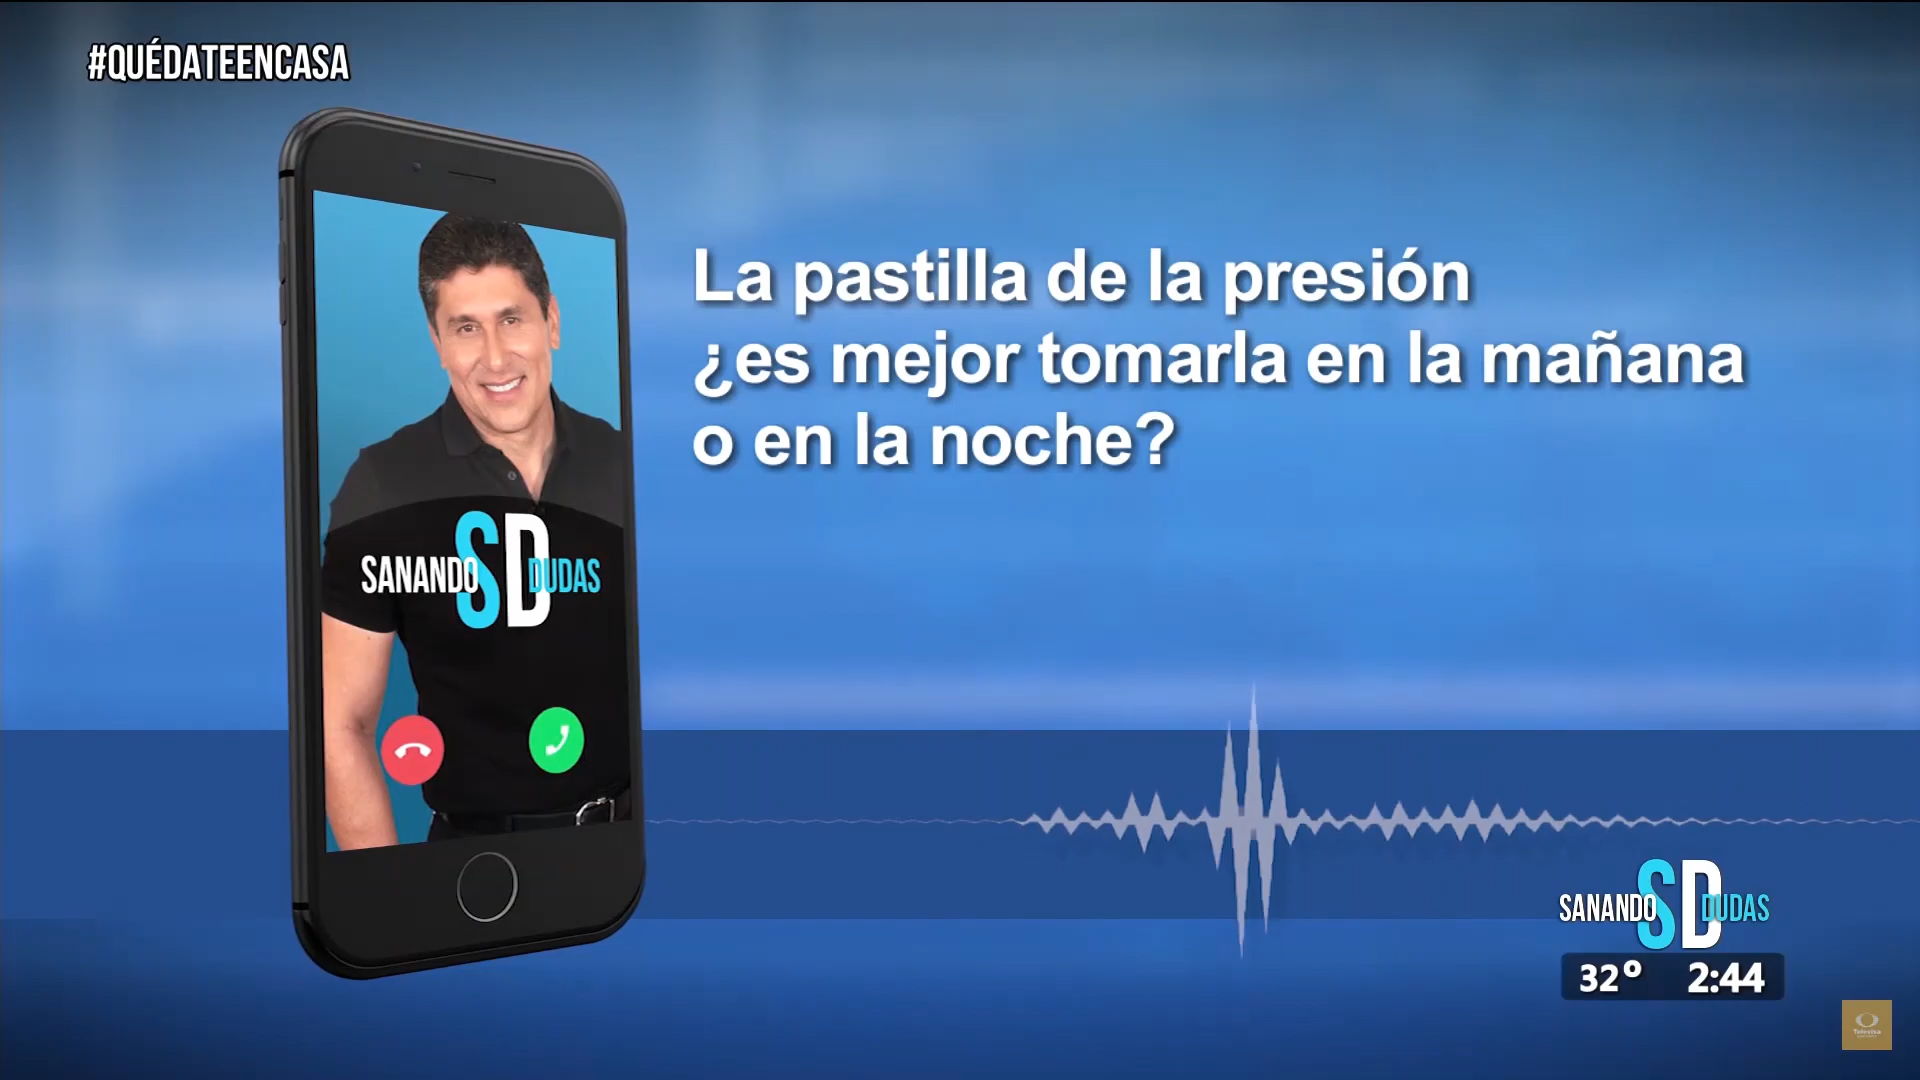 #QUÉDATEENCASA
La pastilla de la presión
¿es mejor tomarla en la mañana
o en la noche?
SANANDO SD DUDAS
SANANDO SD DUDAS
32° 2:44
Televisa